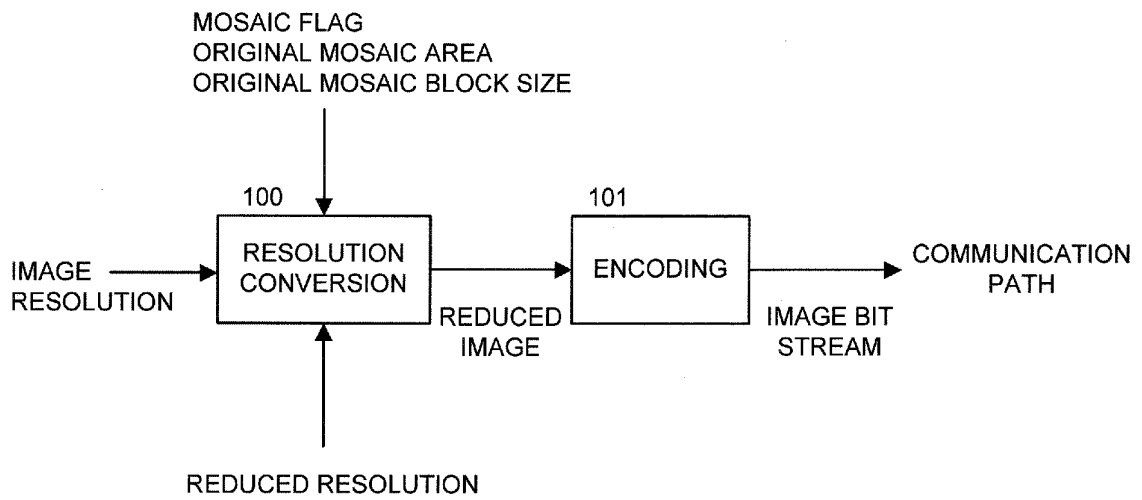 MOSAIC FLAG
ORIGINAL MOSAIC AREA
ORIGINAL MOSAIC BLOCK SIZE
100
101
IMAGE
RESOLUTION
RESOLUTION
CONVERSION
REDUCED
IMAGE
ENCODING
IMAGE BIT
STREAM
COMMUNICATION
PATH
REDUCED RESOLUTION